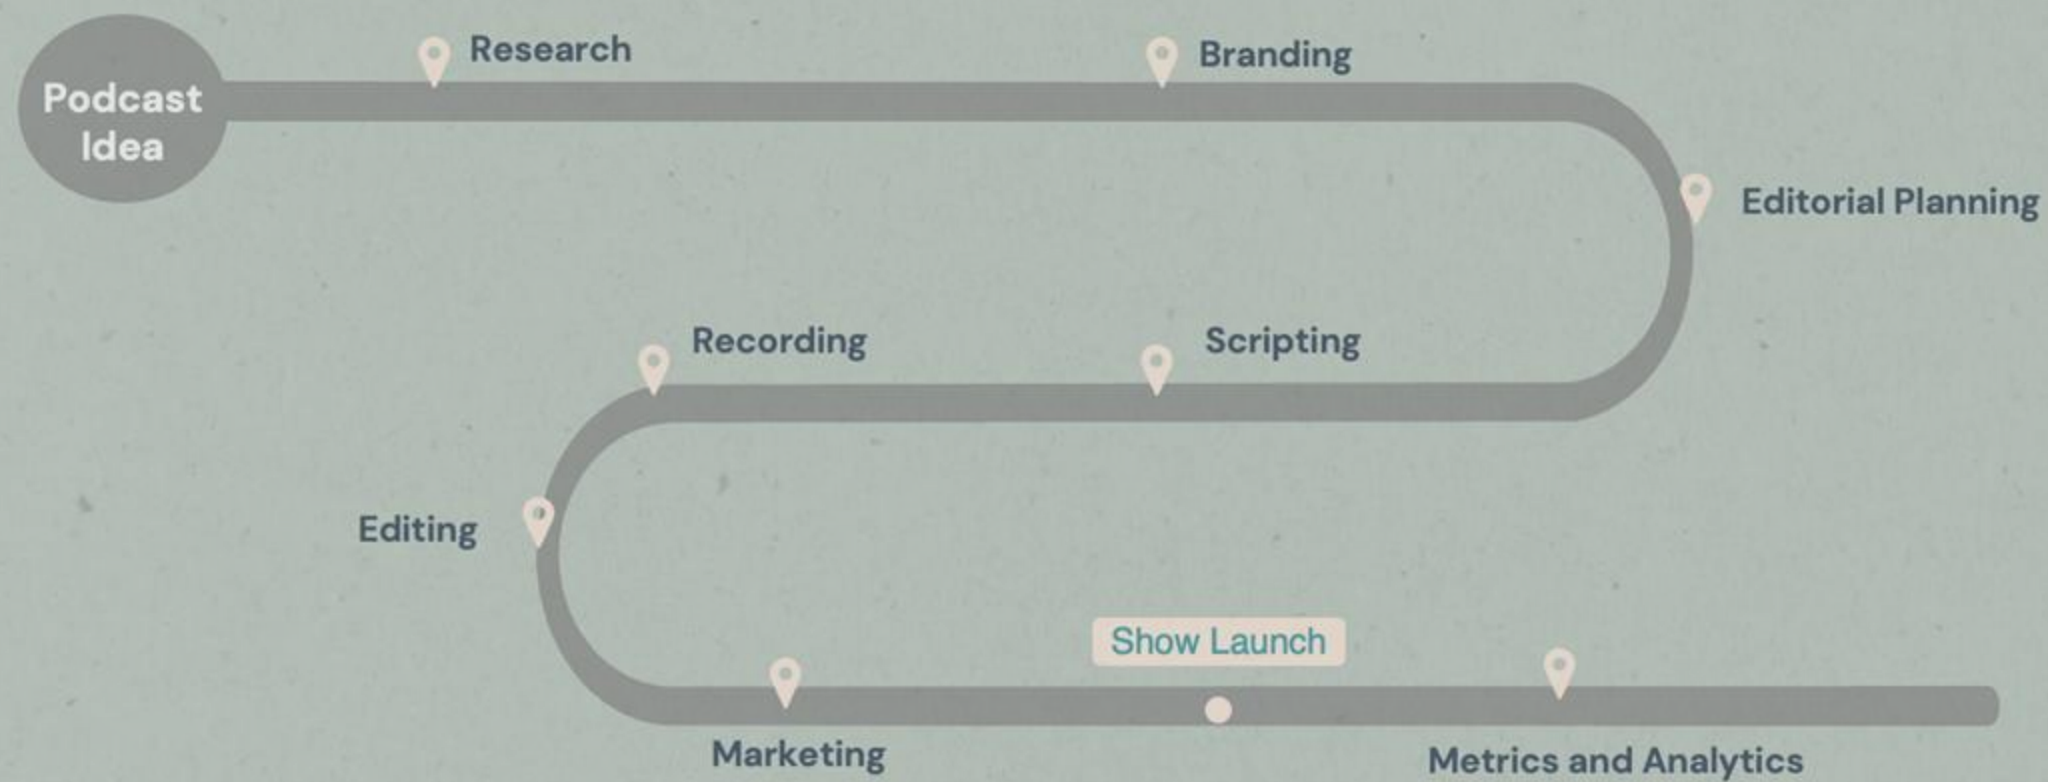 Podcast
Idea
Research
Branding
Editorial Planning
Recording
Scripting
Editing
Show Launch
Marketing
Metrics and Analytics